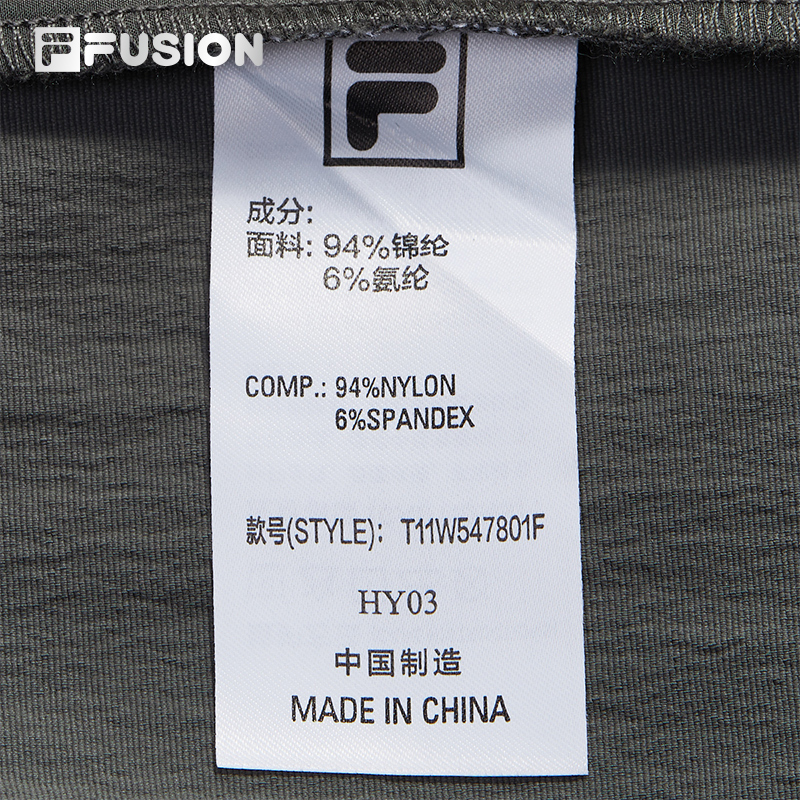 FUSION
成分:
面料: 94%锦纶
6%氨纶
COMP.: 94%NYLON
6%SPANDEX
款号(STYLE): T11W547801F
HY03
中国制造
MADE IN CHINA